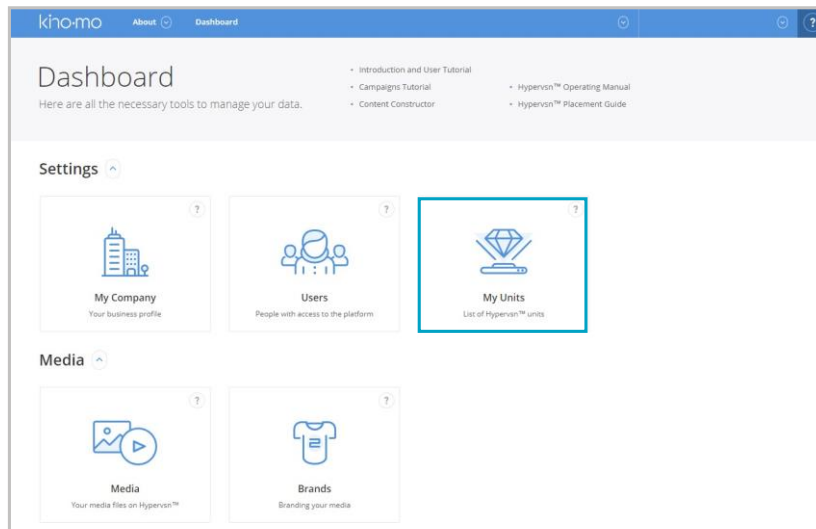 kino-mo About Dashboard ?
Dashboard
Here are all the necessary tools to manage your data.
• Introduction and User Tutorial
• Campaigns Tutorial
• Content Constructor
• Hypervsn™ Operating Manual
• Hypervsn™ Placement Guide
Settings
?
?
?
My Company
Your business profile
Users
People with access to the platform
My Units
List of Hypervsn™ units
Media
?
?
Media
Your media files on Hypervsn™
Brands
Branding your media